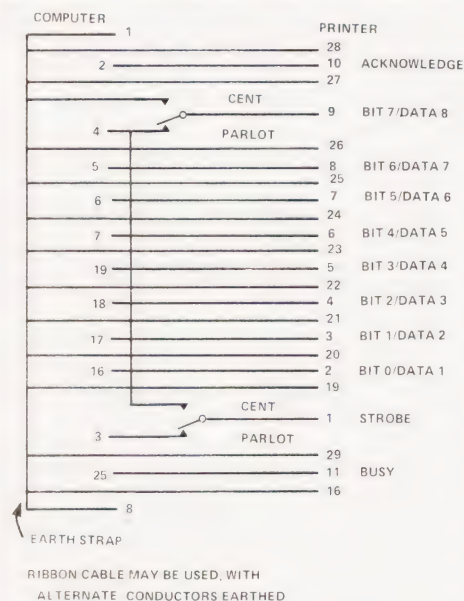 COMPUTER
1
PRINTER
28
2 10 ACKNOWLEDGE
27
CENT
9 BIT 7/DATA 8
4 PARLOT
26
5 8 BIT 6/DATA 7
25
6 7 BIT 5/DATA 6
24
7 6 BIT 4/DATA 5
23
19 5 BIT 3/DATA 4
22
18 4 BIT 2/DATA 3
21
17 3 BIT 1/DATA 2
20
16 2 BIT 0/DATA 1
19
CENT
1 STROBE
3 PARLOT
29
25 11 BUSY
16
8
EARTH STRAP
RIBBON CABLE MAY BE USED, WITH
ALTERNATE CONDUCTORS EARTHED